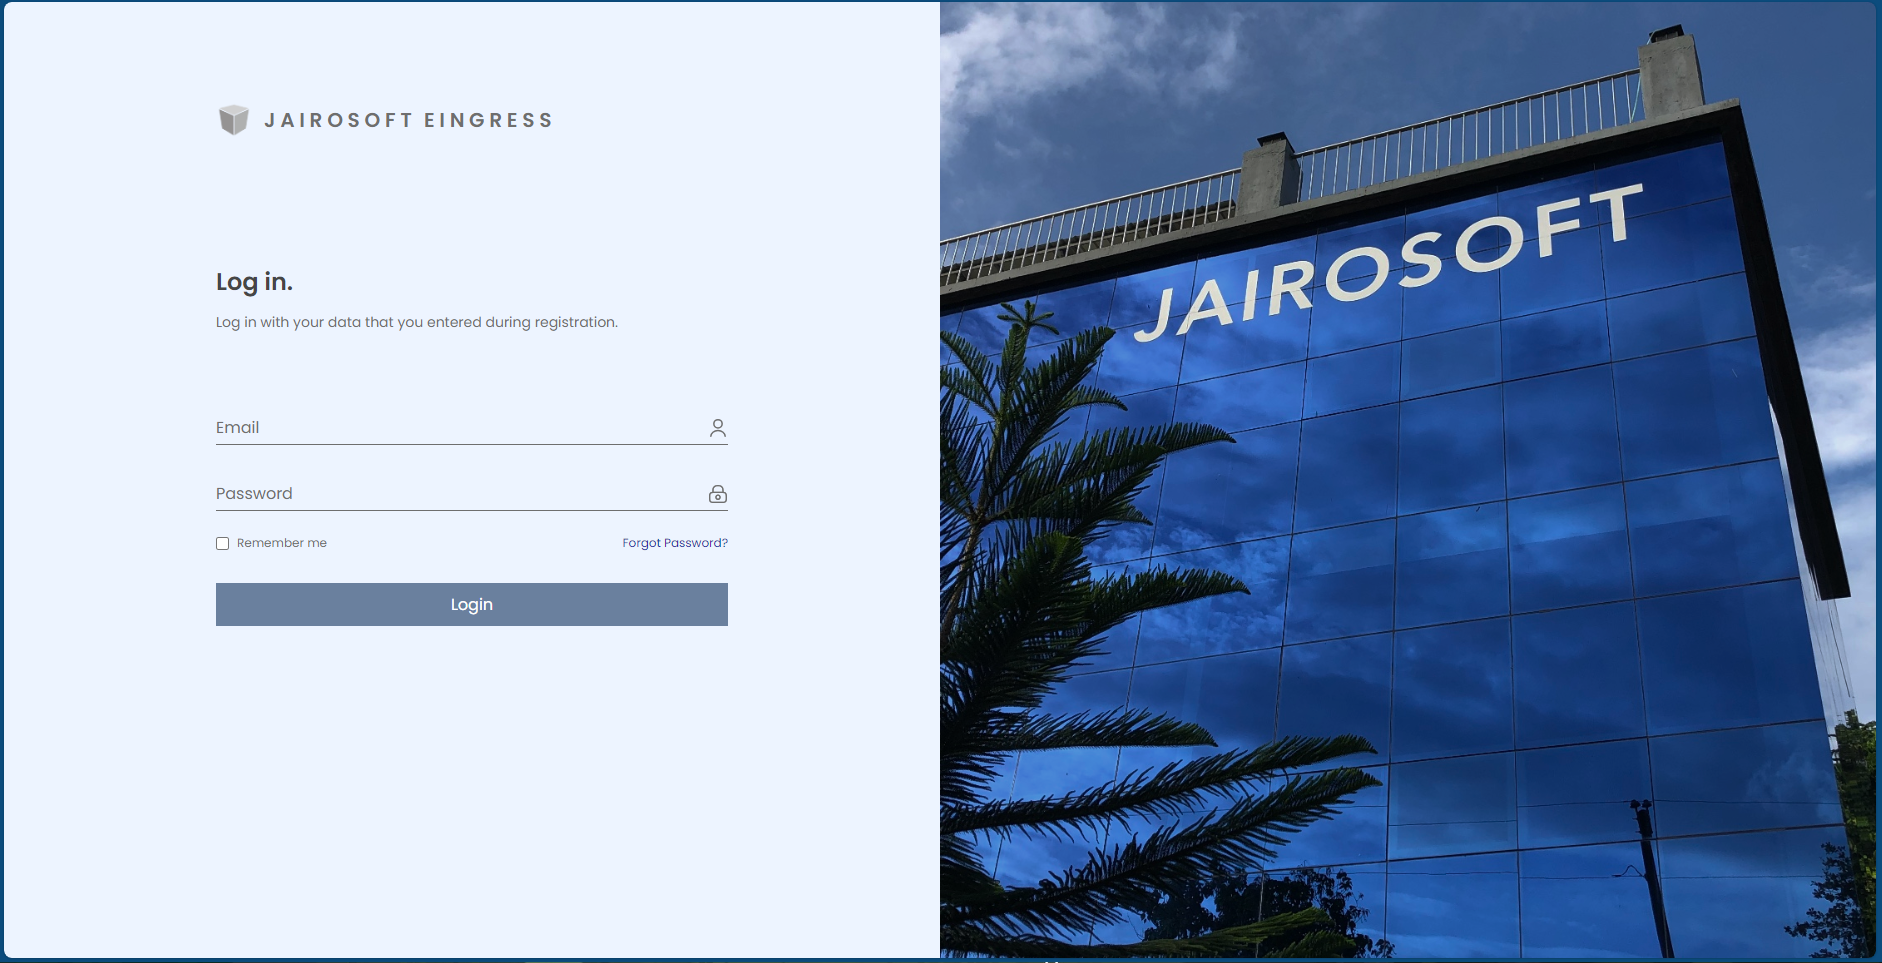 JAIROSOFT EINGRESS
Log in.
Log in with your data that you entered during registration.
Email
Password
Remember me
Forgot Password?
Login
JAIROSOFT